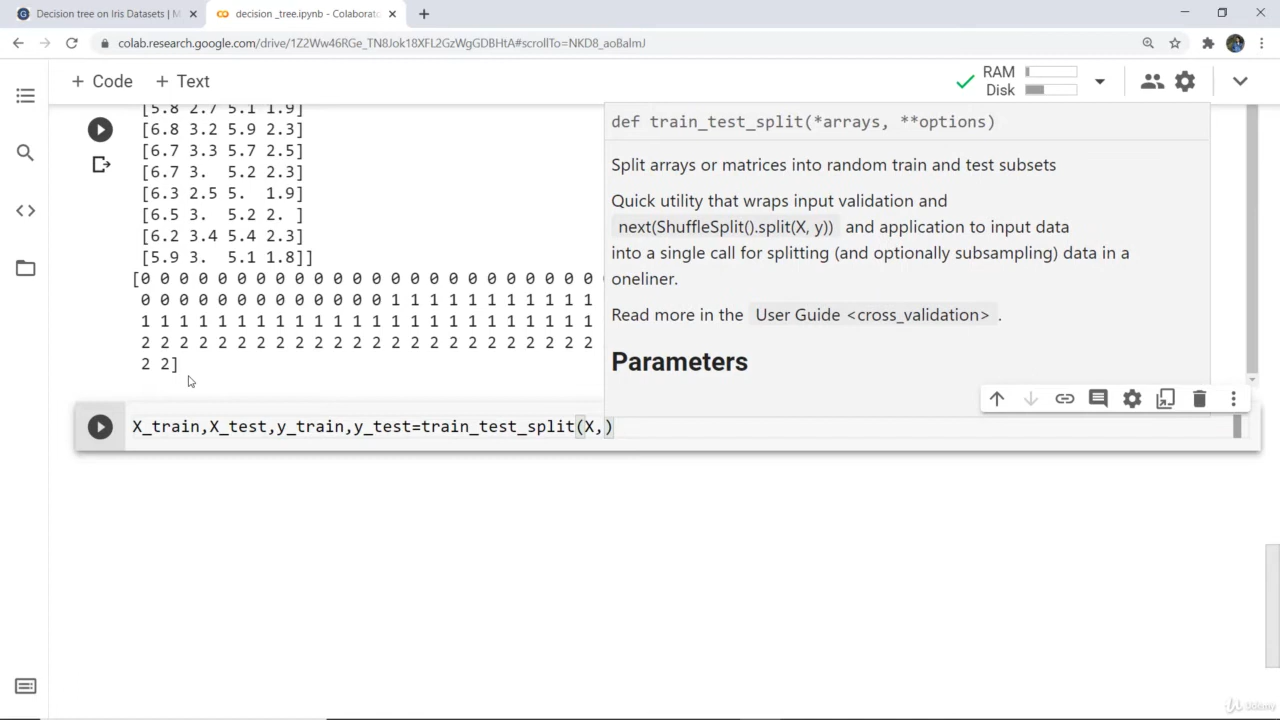 Decision tree on Iris Datasets | M
decision _tree.ipynb - Colaborato
colab.research.google.com/drive/1Z2Ww46RGe_TN8Jok18XFL2GzWgGDBHtA#scrollTo=NKD8_aoBaImJ
+ Code + Text
RAM
Disk
[5.8 2.7 5.1 1.9]
[6.8 3.2 5.9 2.3]
[6.7 3.3 5.7 2.5]
[6.7 3. 5.2 2.3]
[6.3 2.5 5. 1.9]
[6.5 3. 5.2 2. ]
[6.2 3.4 5.4 2.3]
[5.9 3. 5.1 1.8]]
[0 0 0 0 0 0 0 0 0 0 0 0 0 0 0 0 0 0 0 0 0 0 0 0
0 0 0 0 0 0 0 0 0 0 0 0 0 1 1 1 1 1 1 1 1 1 1 1
1 1 1 1 1 1 1 1 1 1 1 1 1 1 1 1 1 1 1 1 1 1 1 1
2 2 2 2 2 2 2 2 2 2 2 2 2 2 2 2 2 2 2 2 2 2 2 2
2 2]
def train_test_split(*arrays, **options)
Split arrays or matrices into random train and test subsets
Quick utility that wraps input validation and
next(ShuffleSplit().split(X, y)) and application to input data
into a single call for splitting (and optionally subsampling) data in a
oneliner.
Read more in the User Guide <cross_validation> .
Parameters
X_train,X_test,y_train,y_test=train_test_split(X,)
Udemy